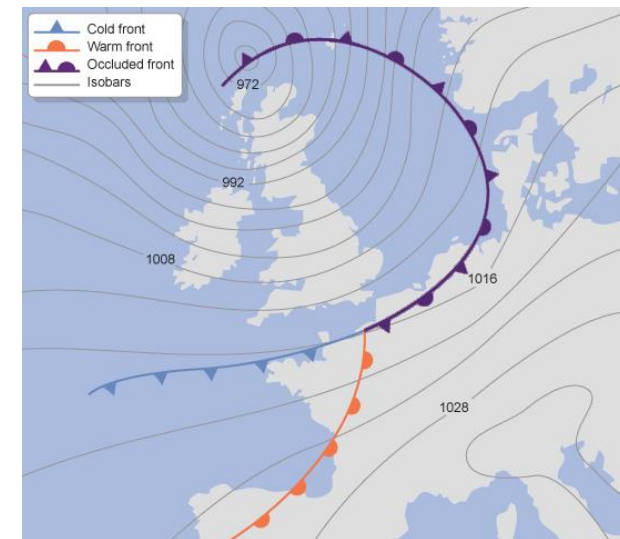 Cold front
Warm front
Occluded front
Isobars
972
992
1008
1016
1028